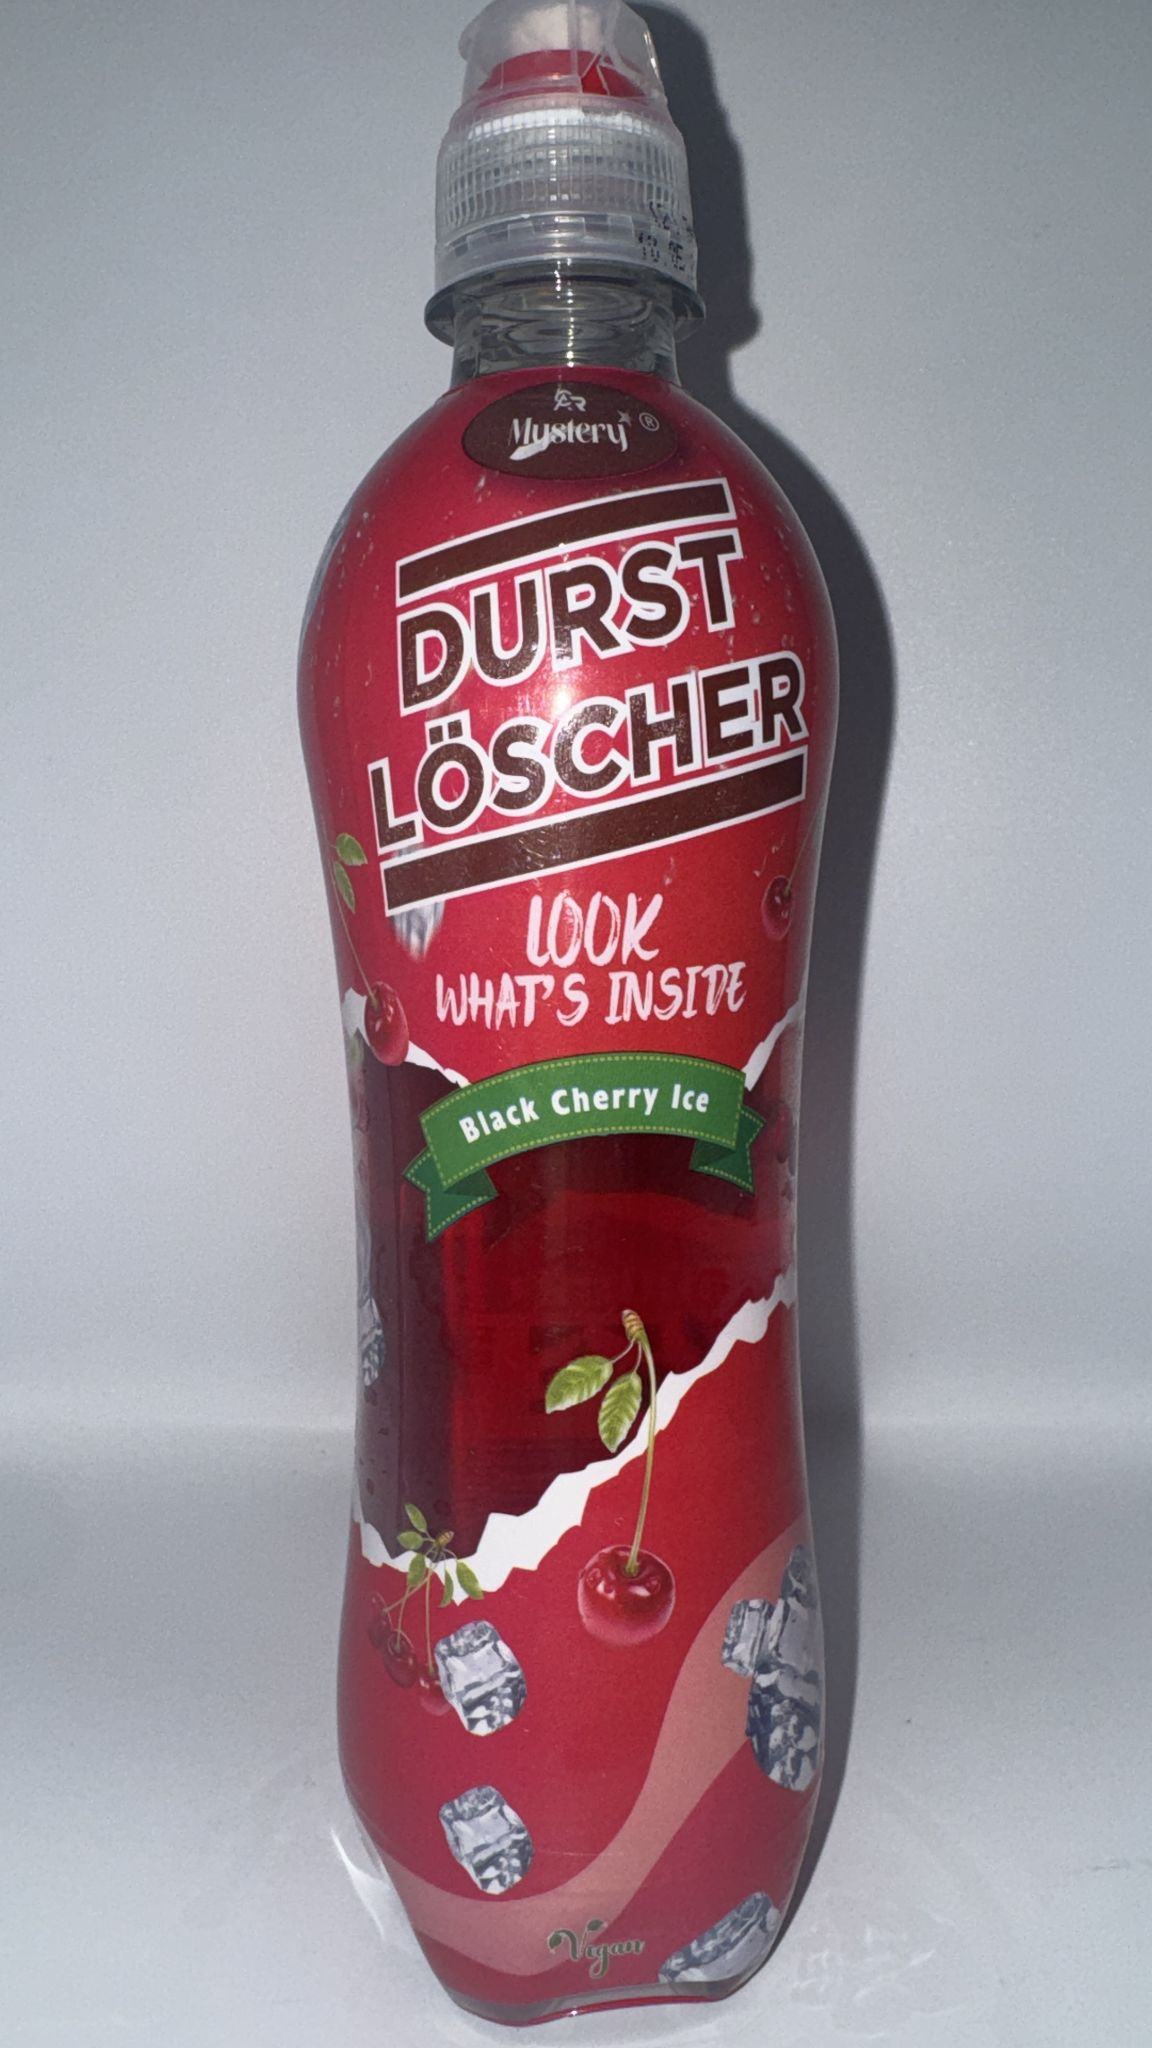 Mystery ®
DURST
LÖSCHER
LOOK
WHAT'S INSIDE
Black Cherry Ice
Vegan